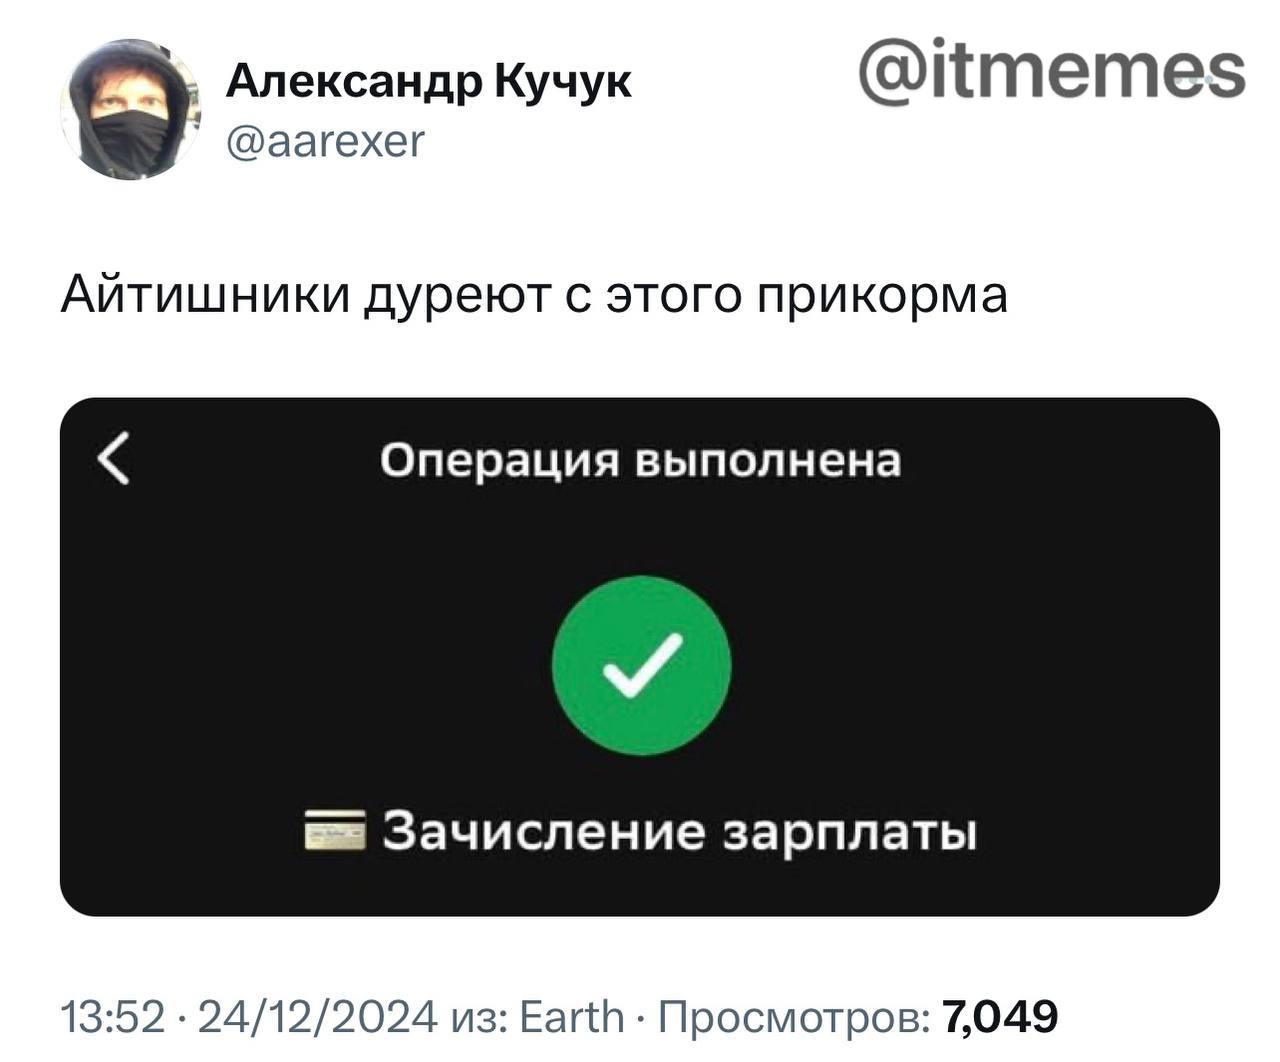 Александр Кучук
@itmemes
@aarexer
Айтишники дуреют с этого прикорма
Операция выполнена
💳 Зачисление зарплаты
13:52 · 24/12/2024 из: Earth · Просмотров: 7,049